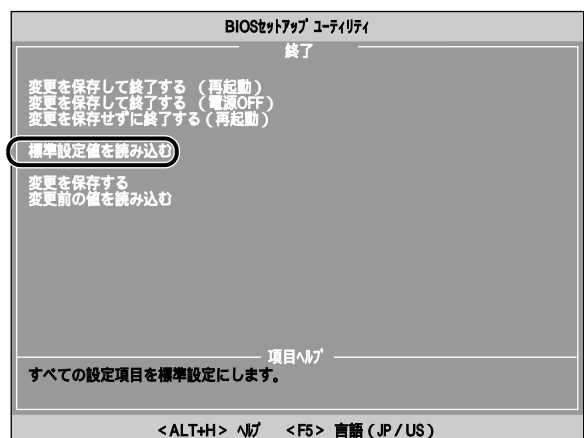 BIOSｾｯﾄｱｯﾌﾟ ﾕｰﾃｨﾘﾃｨ
終了
変更を保存して終了する （再起動）
変更を保存して終了する （電源OFF）
変更を保存せずに終了する（再起動）
標準設定値を読み込む
変更を保存する
変更前の値を読み込む
項目ﾍﾙﾌﾟ
すべての設定項目を標準設定にします。
<ALT+H> ﾍﾙﾌﾟ <F5> 言語（JP／US）